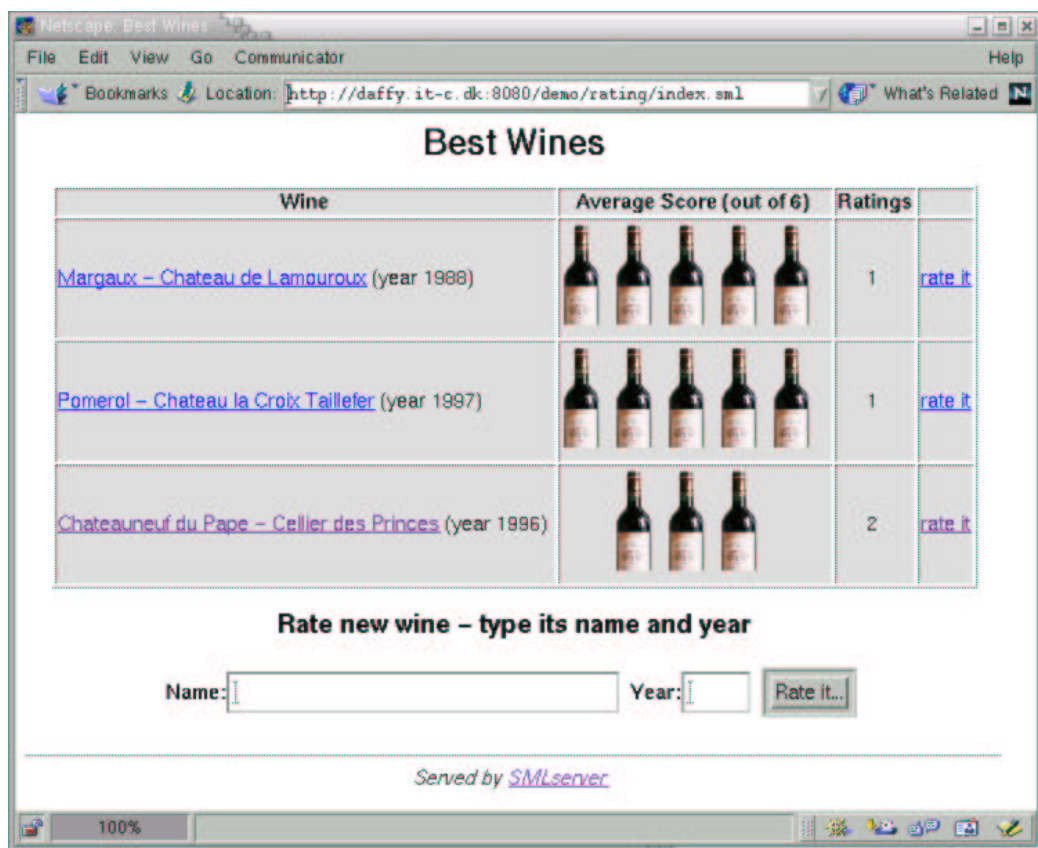 Netscape: Best Wines
File Edit View Go Communicator Help
Bookmarks Location: http://daffy.it-c.dk:8080/demo/rating/index.sml What's Related N
Best Wines
Wine Average Score (out of 6) Ratings
Margaux – Chateau de Lamouroux (year 1988) 1 rate it
Pomerol – Chateau la Croix Taillefer (year 1997) 1 rate it
Chateauneuf du Pape – Cellier des Princes (year 1996) 2 rate it
Rate new wine – type its name and year
Name: Year: Rate it...
Served by SMLserver
100%